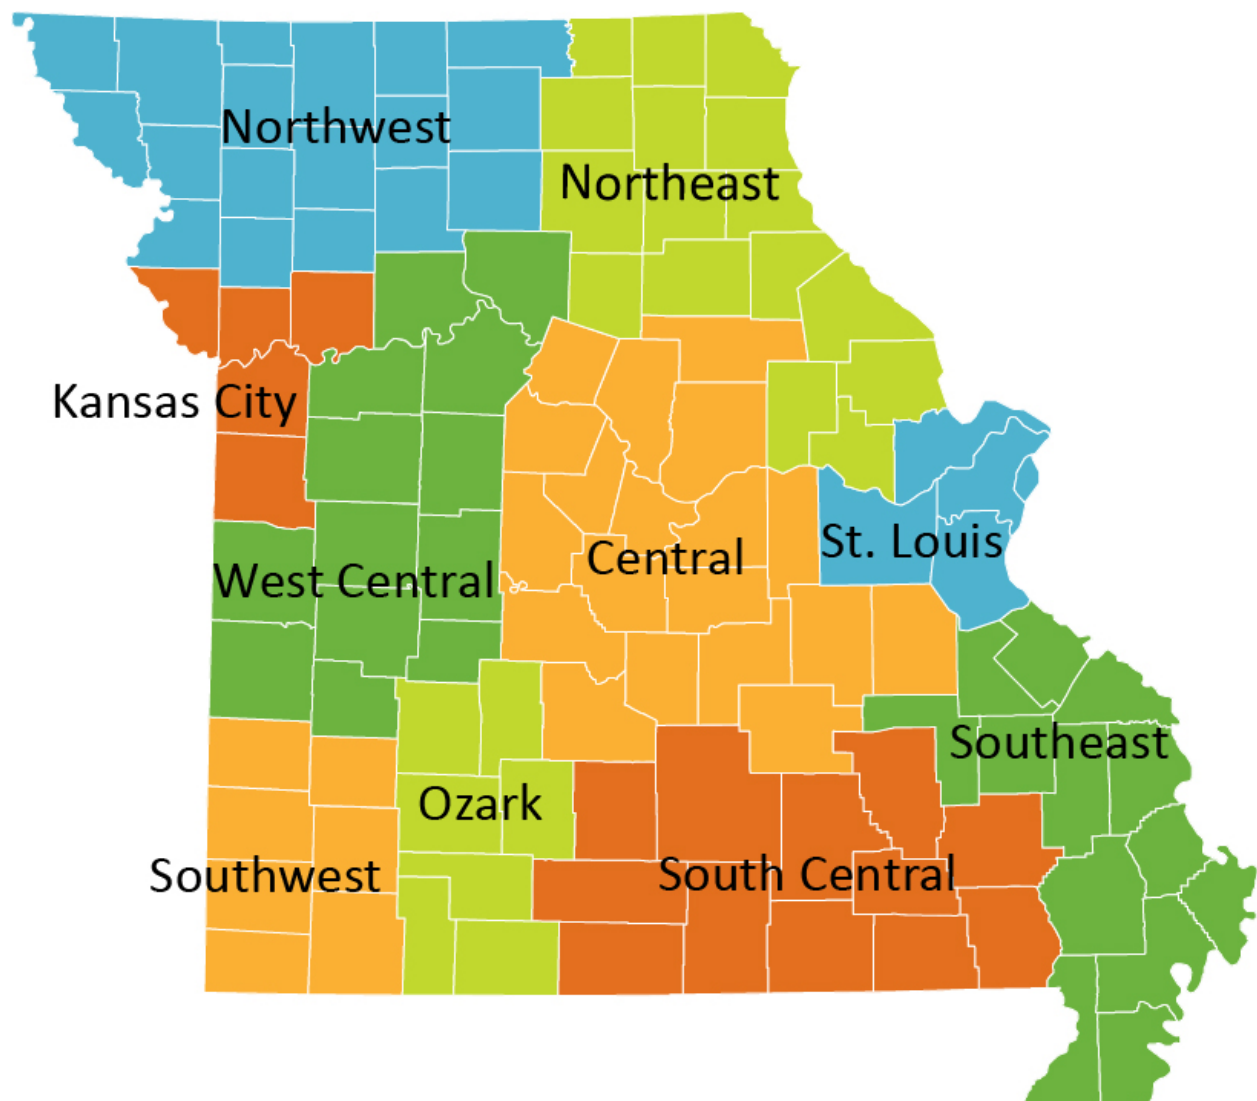 Northwest
Northeast
Kansas City
St. Louis
Central
West Central
Southeast
Ozark
Southwest
South Central